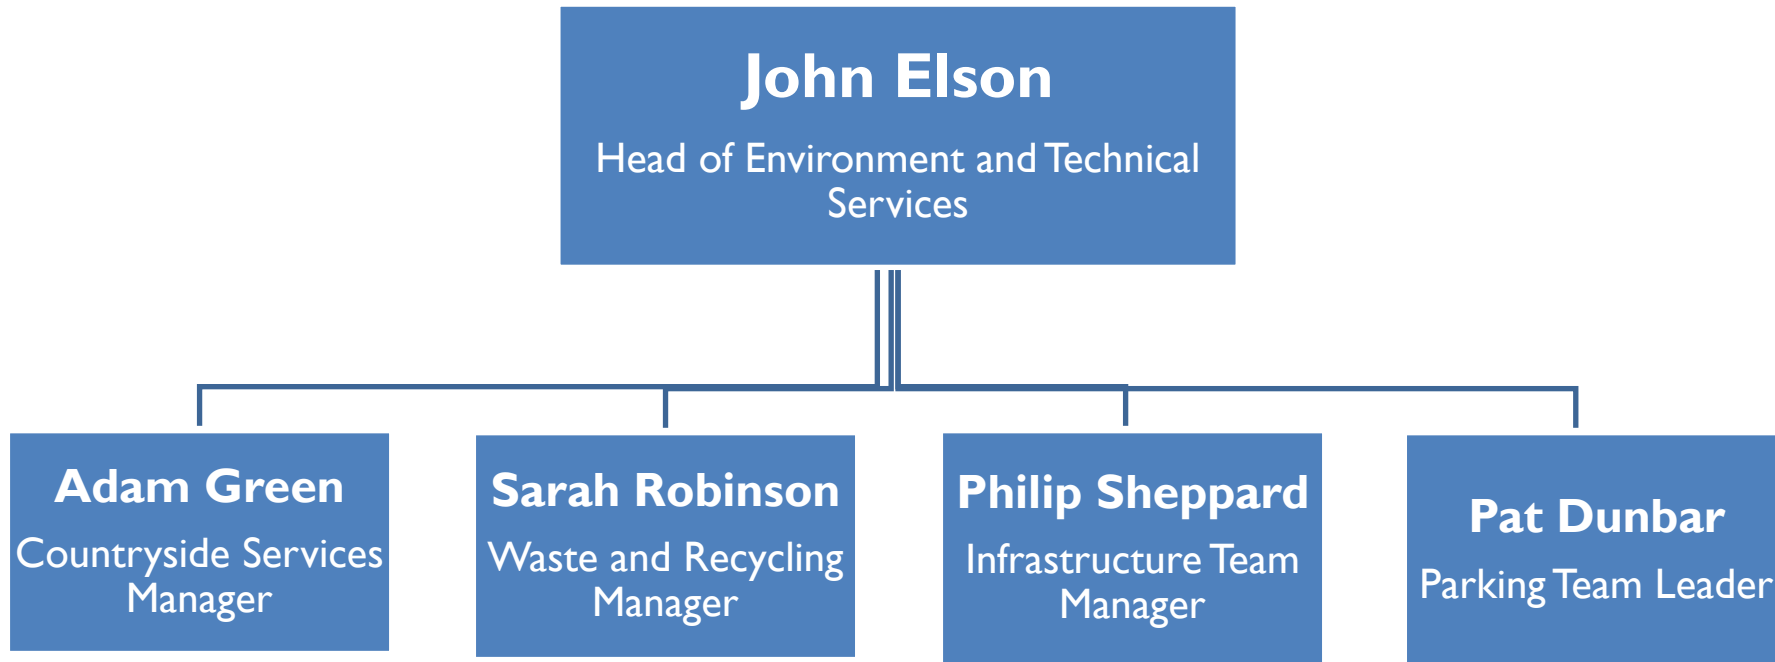 John Elson
Head of Environment and Technical
Services
Adam Green
Countryside Services
Manager
Sarah Robinson
Waste and Recycling
Manager
Philip Sheppard
Infrastructure Team
Manager
Pat Dunbar
Parking Team Leader